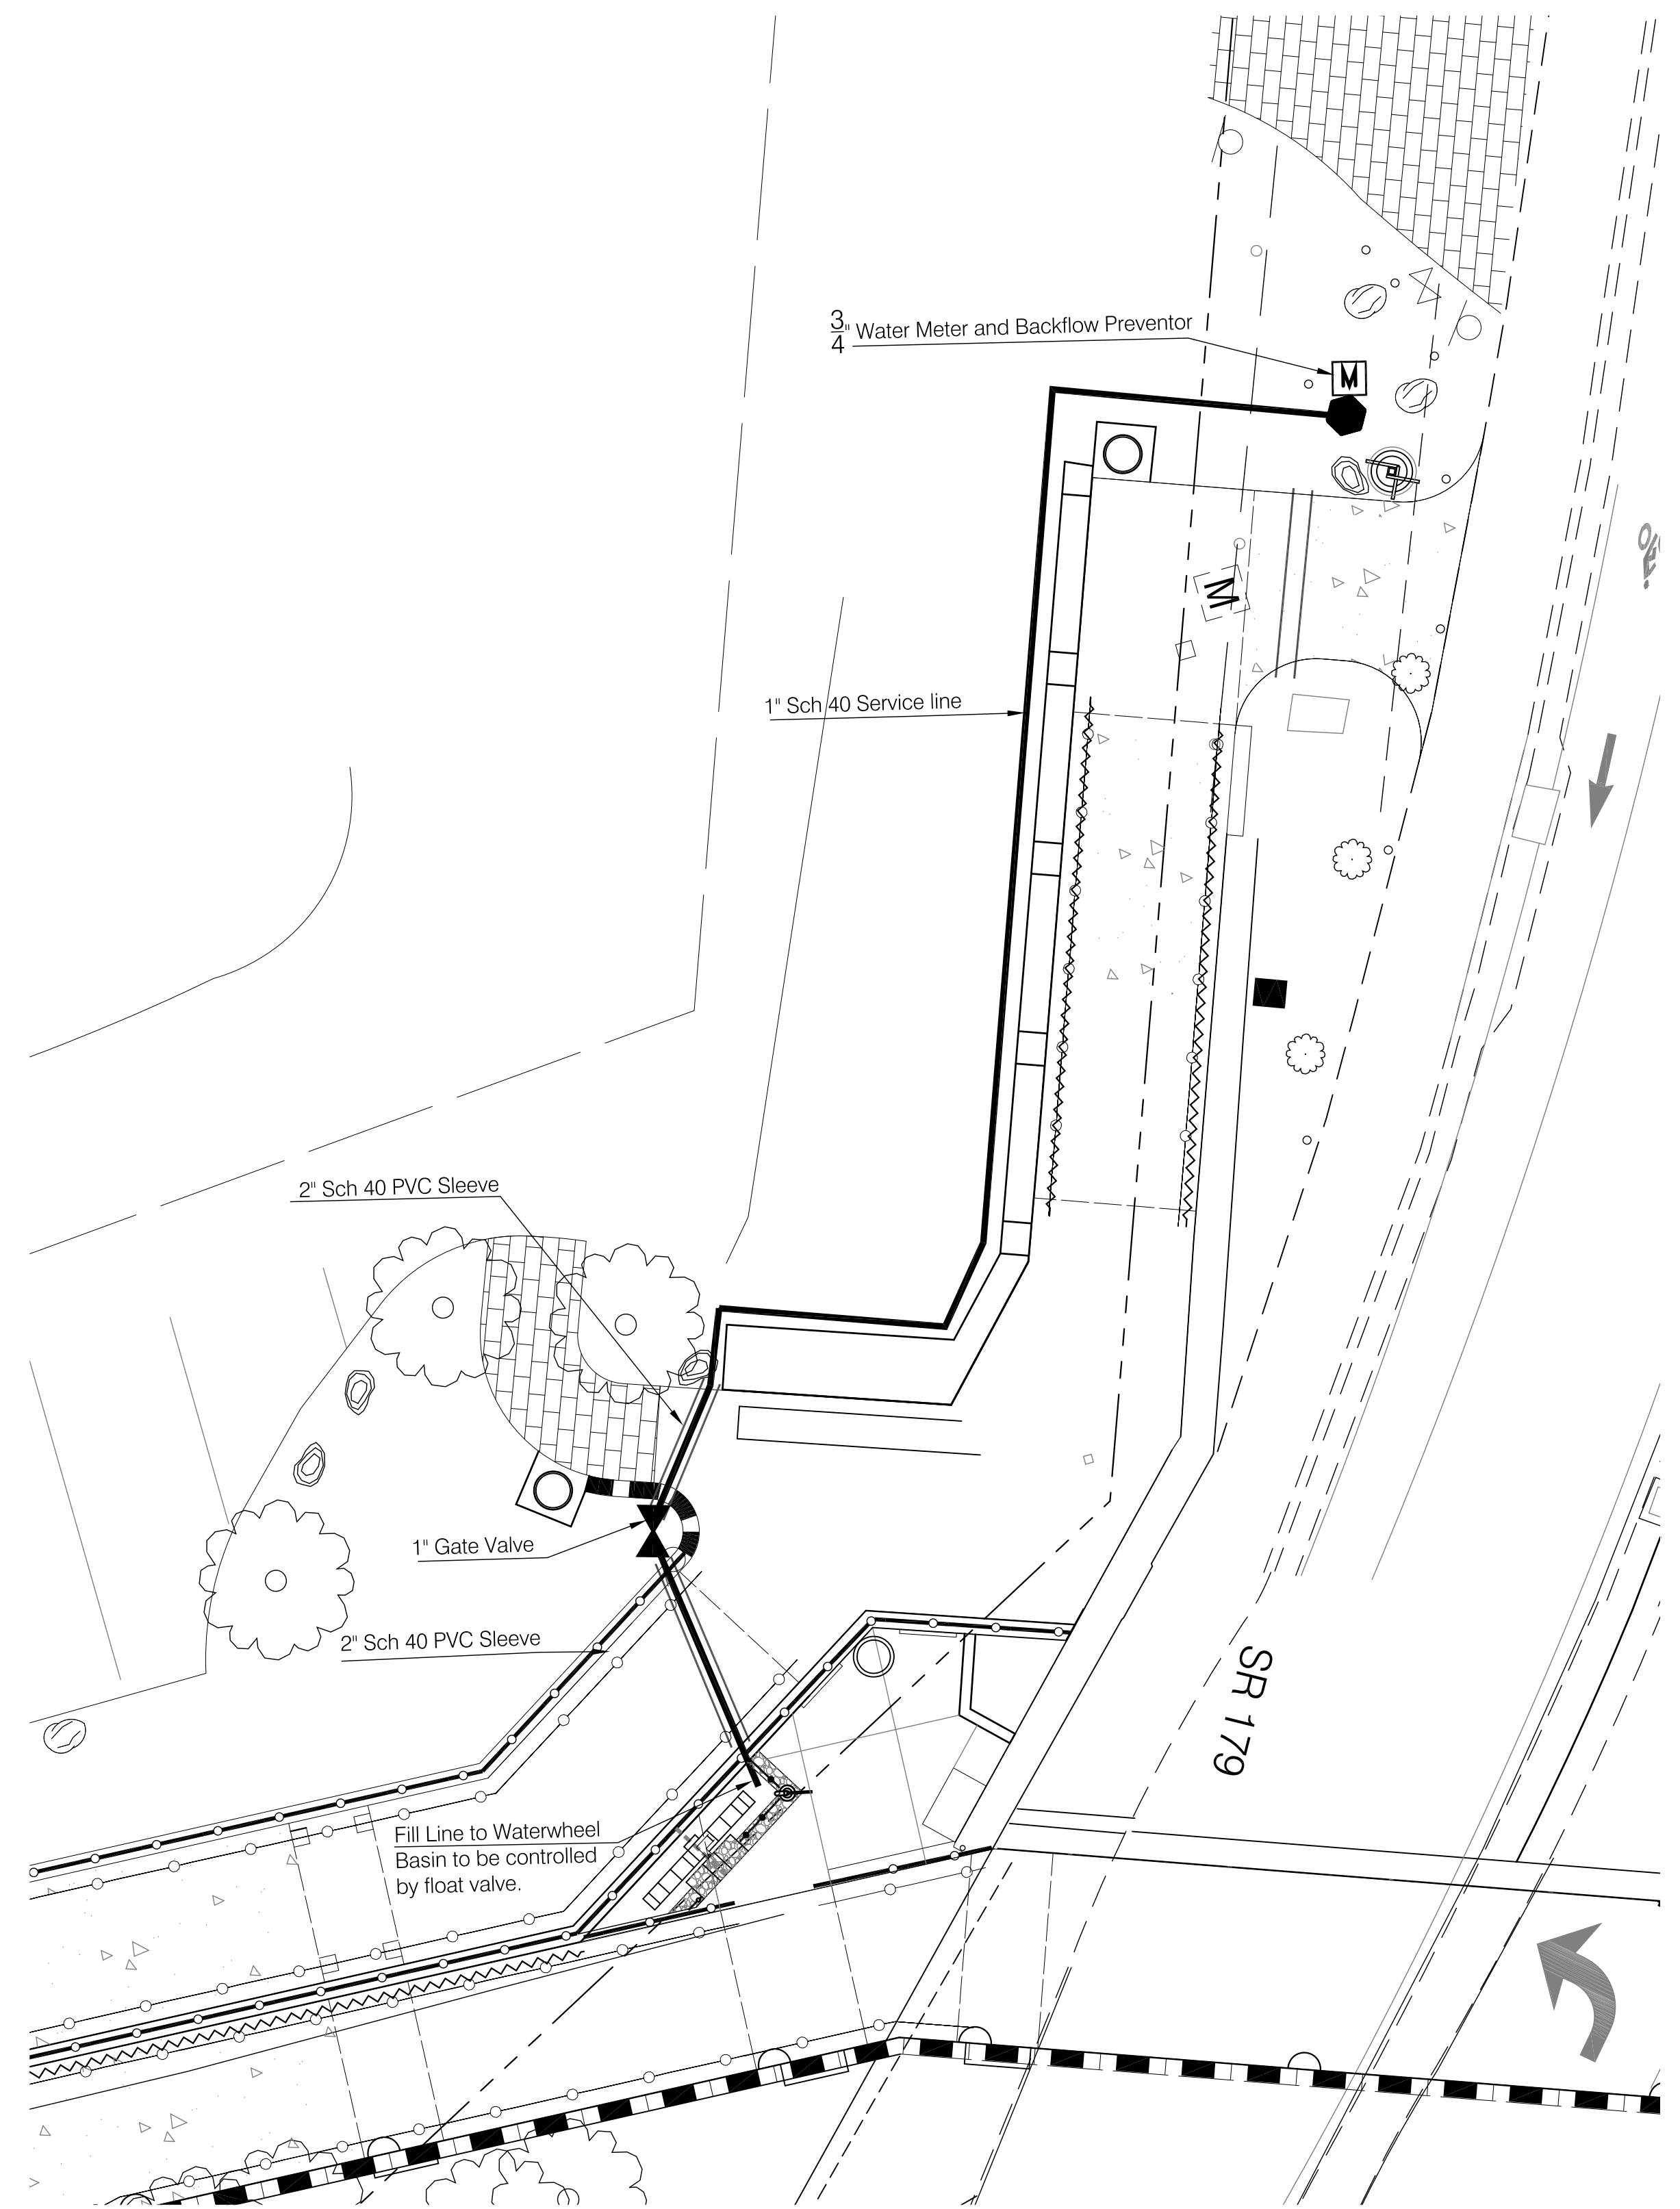 3/4" Water Meter and Backflow Preventor
M
M
1" Sch 40 Service line
2" Sch 40 PVC Sleeve
1" Gate Valve
2" Sch 40 PVC Sleeve
SR 179
Fill Line to Waterwheel
Basin to be controlled
by float valve.